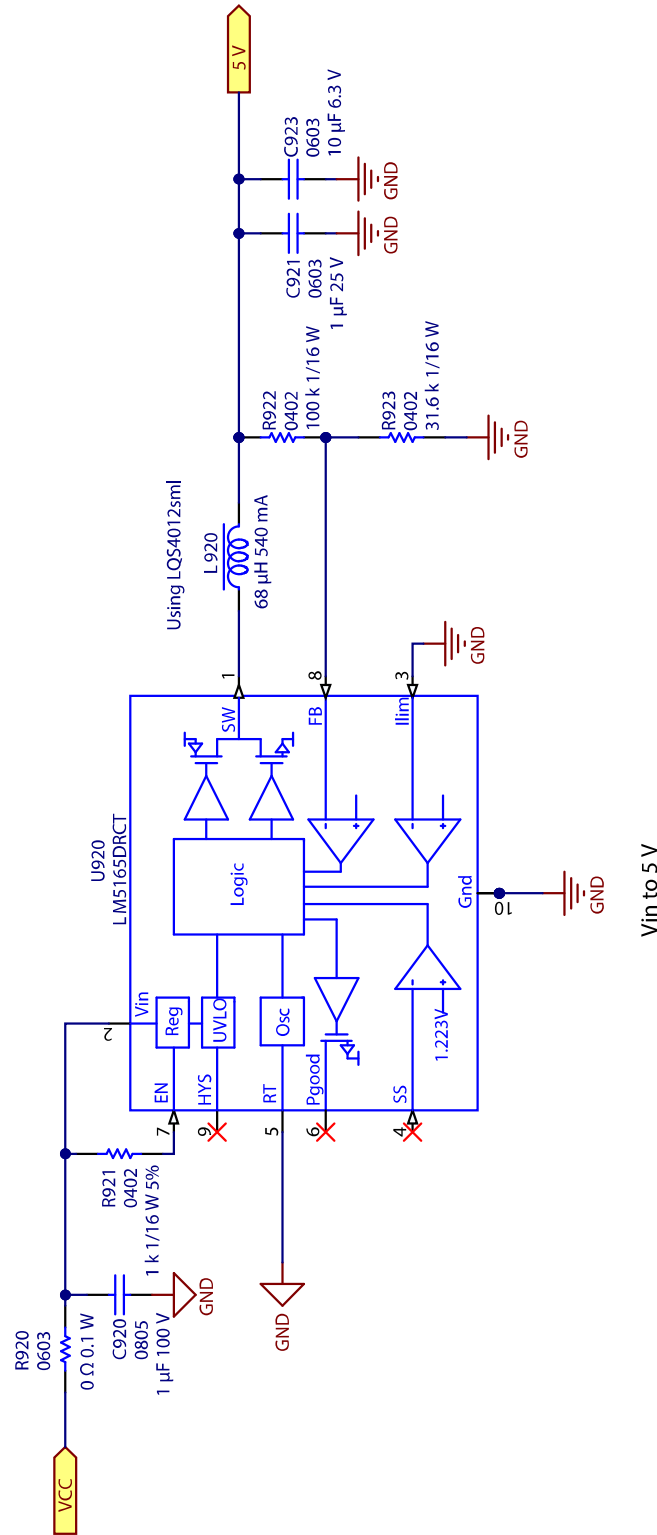 VCC
R920
0603
0 Ω 0.1 W
C920
0805
1 µF 100 V
GND
R921
0402
1 k 1/16 W 5%
U920
LM5165DRCT
2
Vin
7
EN
9
HYS
5
RT
6
Pgood
4
SS
GND
Reg
UVLO
Osc
Logic
1.223V
Gnd
10
GND
SW
1
FB
8
Ilim
3
GND
Using LQS4012sml
L920
68 µH 540 mA
R922
0402
100 k 1/16 W
R923
0402
31.6 k 1/16 W
GND
C921
0603
1 µF 25 V
GND
C923
0603
10 µF 6.3 V
GND
5 V
Vin to 5 V